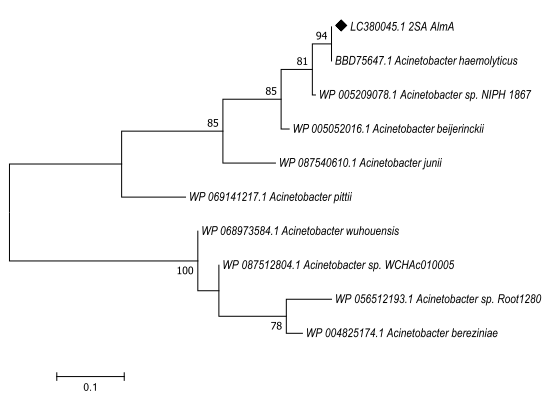 94
LC380045.1 2SA AlmA
81
BBD75647.1 Acinetobacter haemolyticus
85
WP 005209078.1 Acinetobacter sp. NIPH 1867
85
WP 005052016.1 Acinetobacter beijerinckii
WP 087540610.1 Acinetobacter junii
WP 069141217.1 Acinetobacter pittii
WP 068973584.1 Acinetobacter wuhouensis
100
WP 087512804.1 Acinetobacter sp. WCHAc010005
WP 056512193.1 Acinetobacter sp. Root1280
78
WP 004825174.1 Acinetobacter bereziniae
0.1